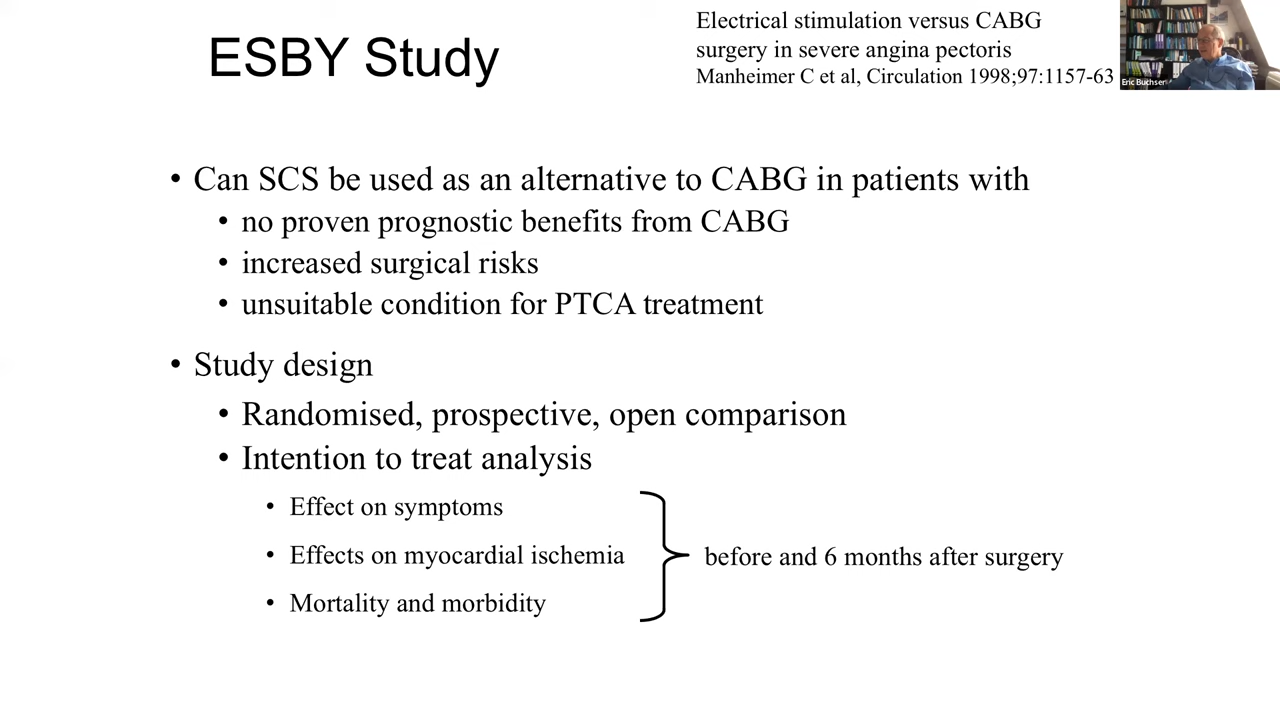 ESBY Study
Electrical stimulation versus CABG
surgery in severe angina pectoris
Manheimer C et al, Circulation 1998;97:1157-63
Eric Buchser
• Can SCS be used as an alternative to CABG in patients with
• no proven prognostic benefits from CABG
• increased surgical risks
• unsuitable condition for PTCA treatment
• Study design
• Randomised, prospective, open comparison
• Intention to treat analysis
• Effect on symptoms
• Effects on myocardial ischemia
• Mortality and morbidity
before and 6 months after surgery